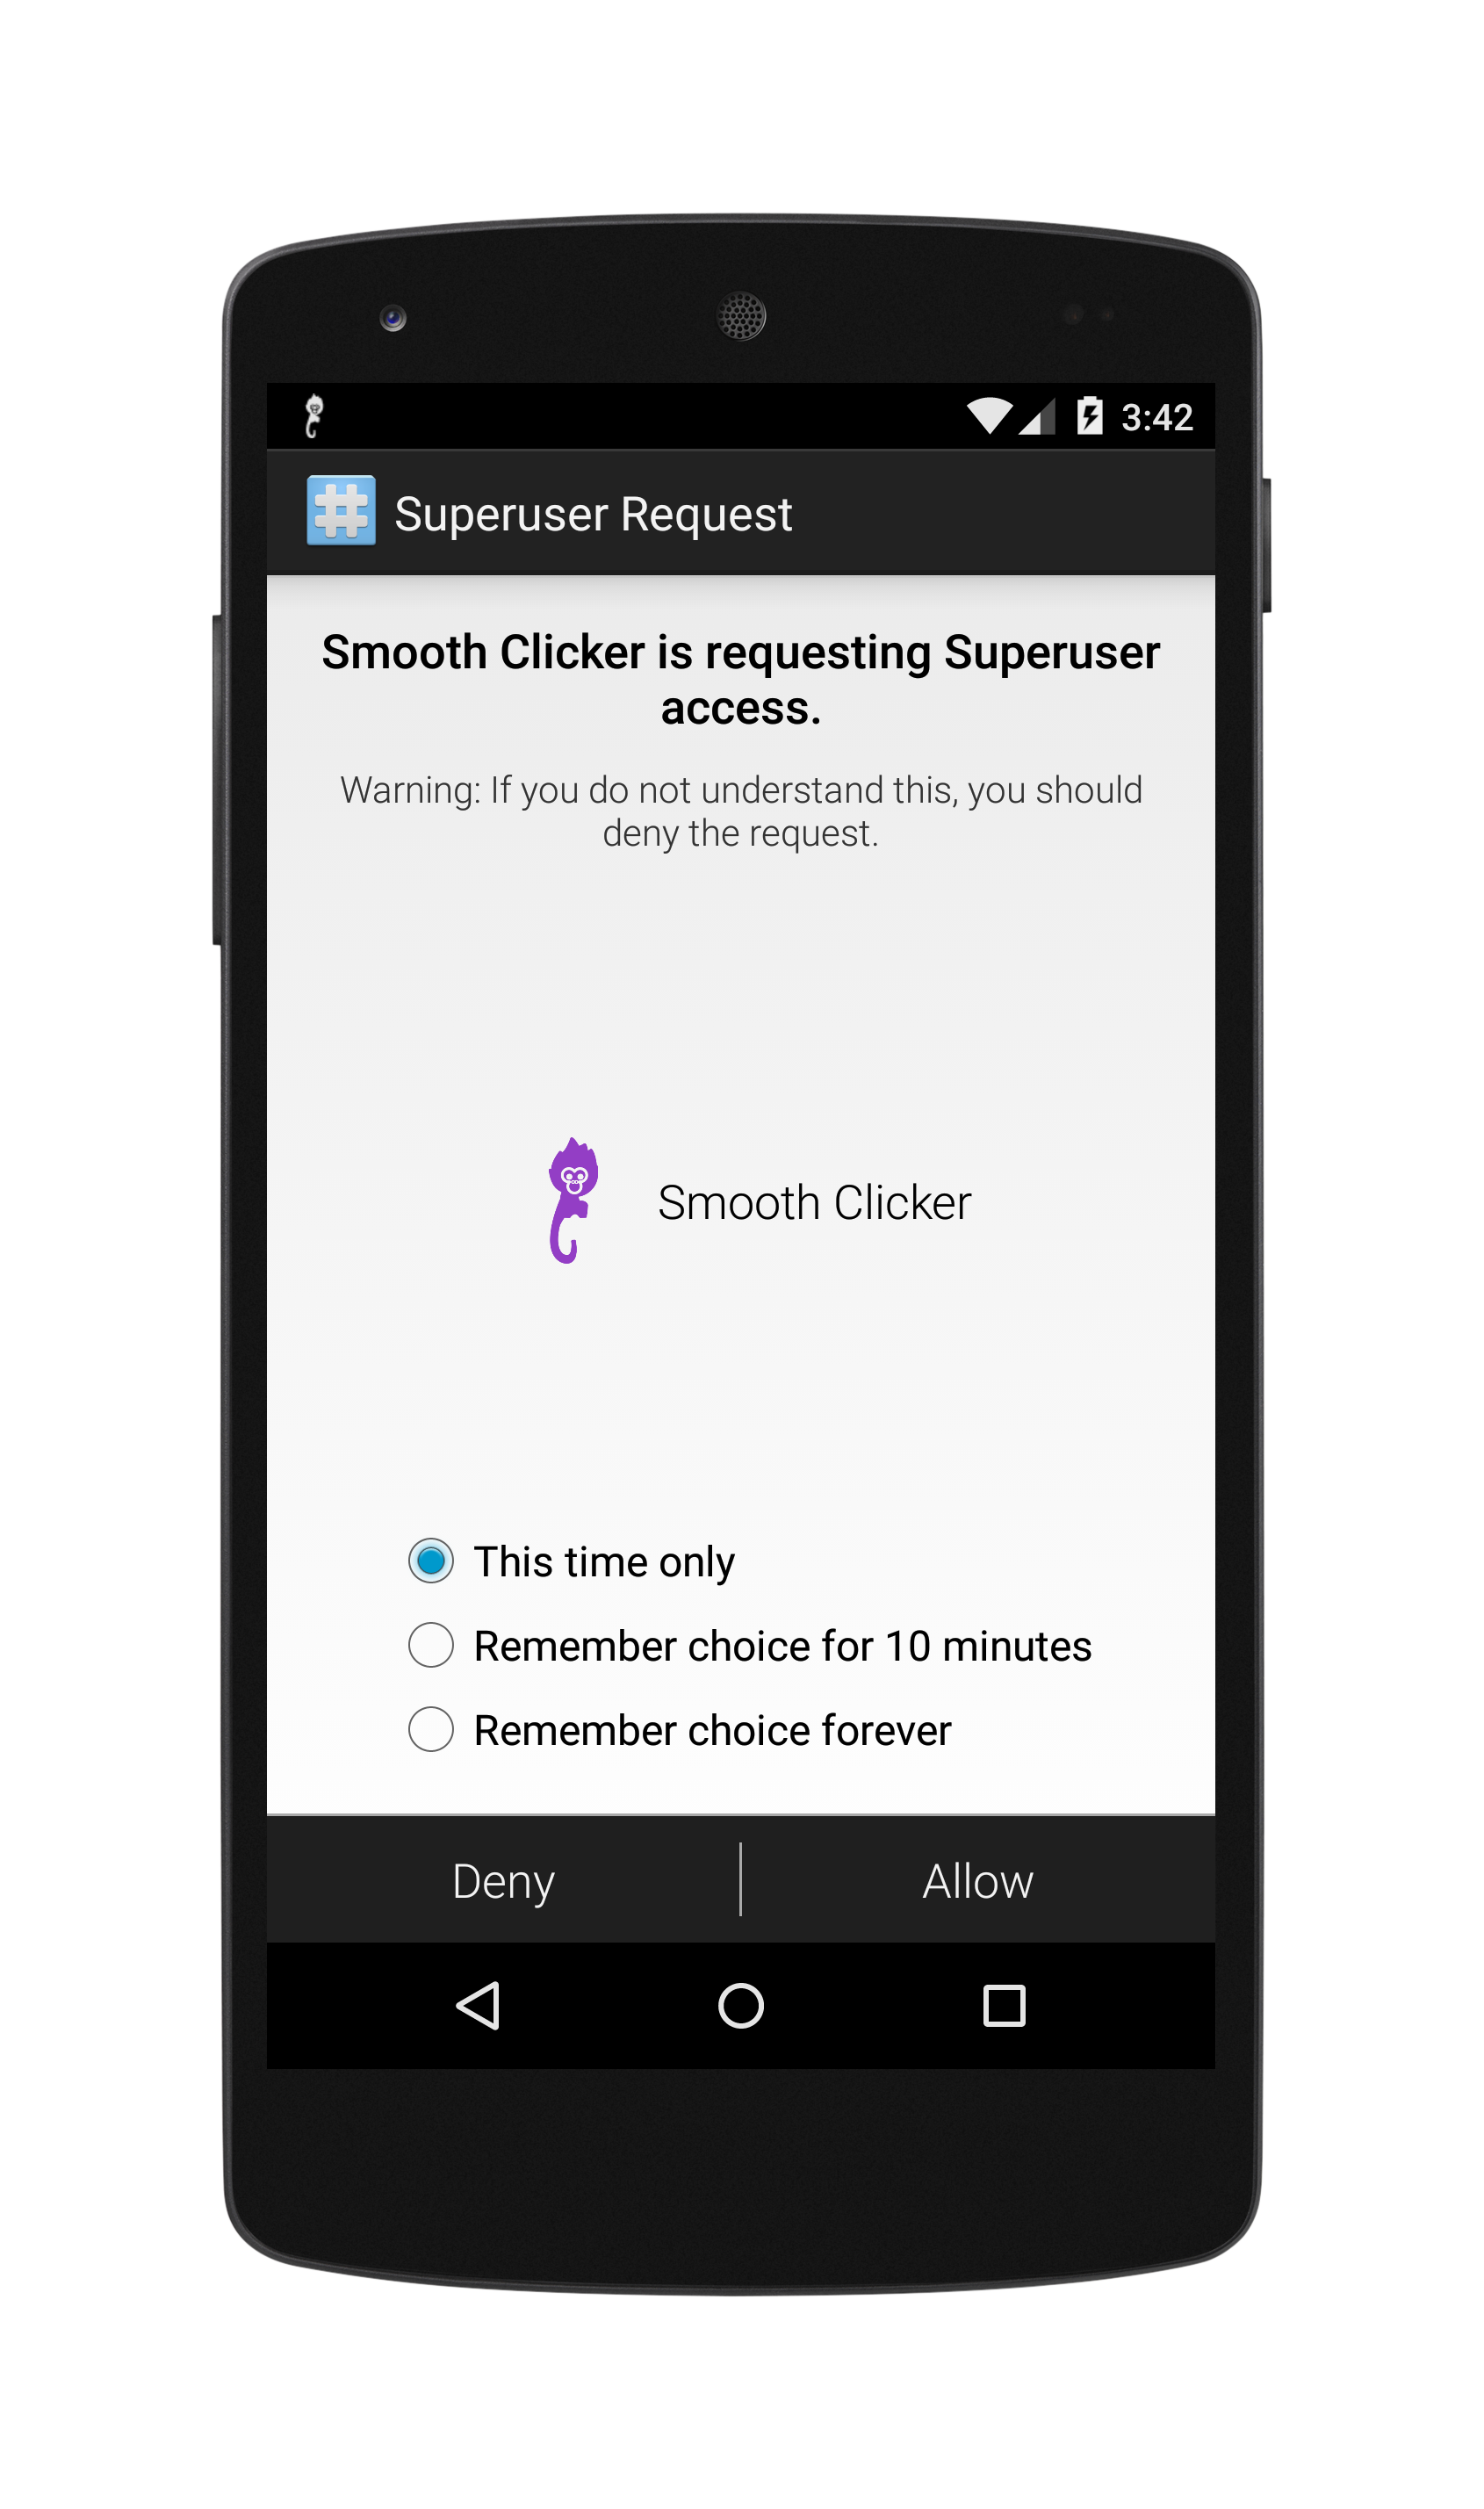 3:42
Superuser Request
Smooth Clicker is requesting Superuser
access.
Warning: If you do not understand this, you should
deny the request.
Smooth Clicker
This time only
Remember choice for 10 minutes
Remember choice forever
Deny
Allow